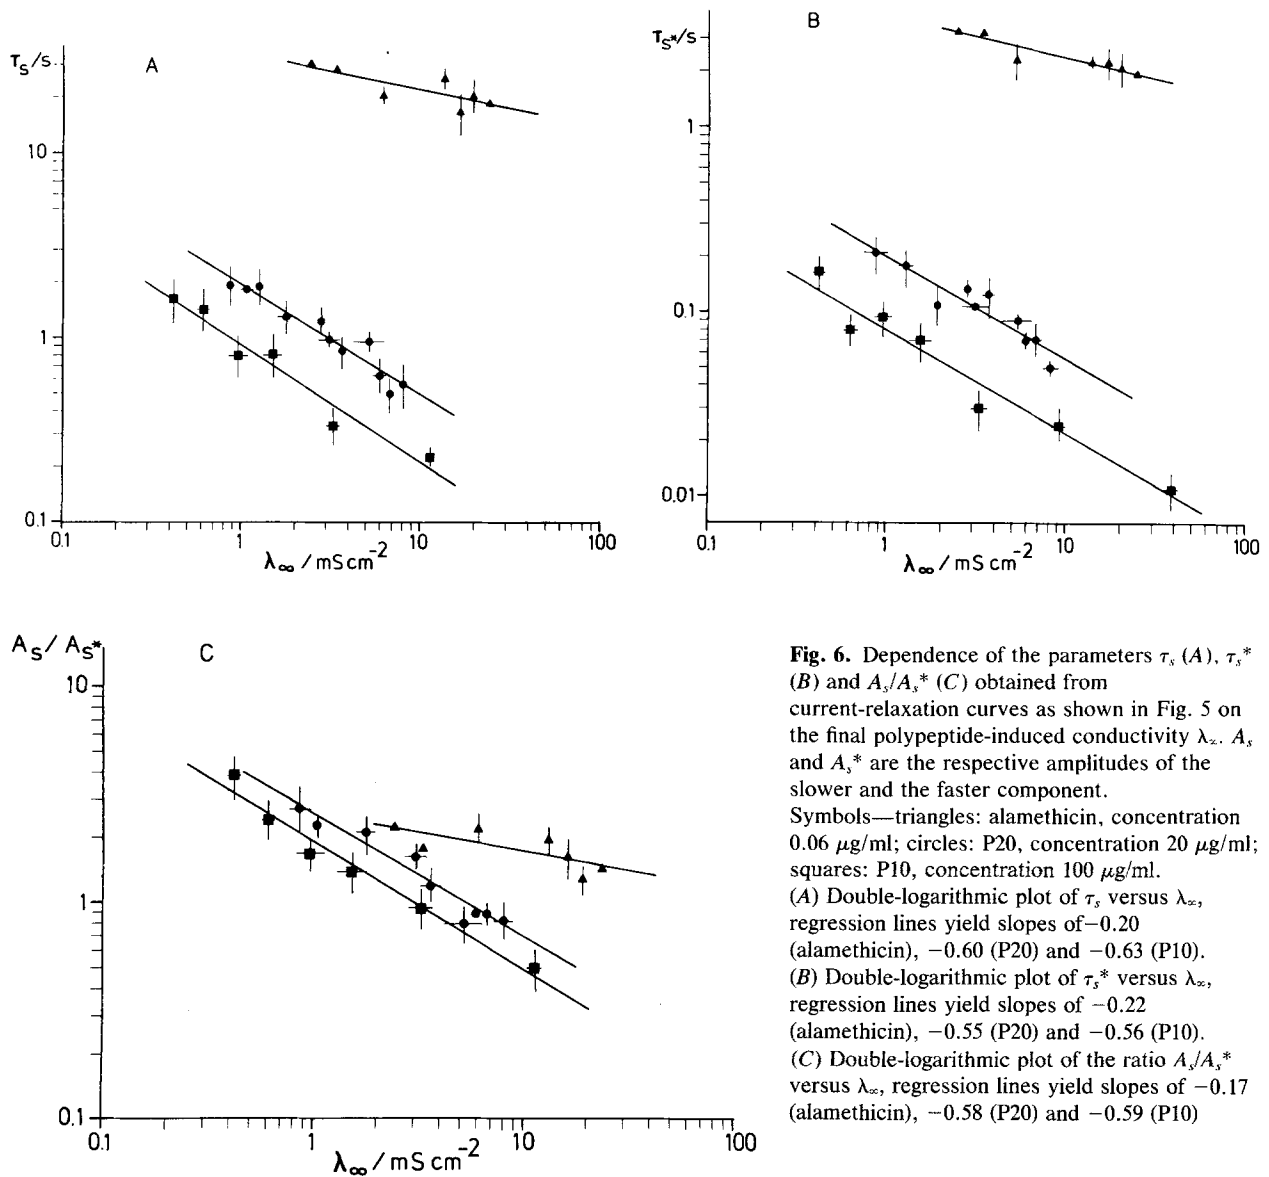 τS/s
A
10
1
0.1
0.1
1
10
100
λ∞ / mS cm-2
τS*/s
B
1
0.1
0.01
0.1
1
10
100
λ∞ / mS cm-2
AS / AS*
C
10
1
0.1
0.1
1
10
100
λ∞ / mS cm-2
Fig. 6. Dependence of the parameters τs (A), τs*
(B) and As/As* (C) obtained from
current-relaxation curves as shown in Fig. 5 on
the final polypeptide-induced conductivity λ∞. As
and As* are the respective amplitudes of the
slower and the faster component.
Symbols—triangles: alamethicin, concentration
0.06 μg/ml; circles: P20, concentration 20 μg/ml;
squares: P10, concentration 100 μg/ml.
(A) Double-logarithmic plot of τs versus λ∞,
regression lines yield slopes of−0.20
(alamethicin), −0.60 (P20) and −0.63 (P10).
(B) Double-logarithmic plot of τs* versus λ∞,
regression lines yield slopes of −0.22
(alamethicin), −0.55 (P20) and −0.56 (P10).
(C) Double-logarithmic plot of the ratio As/As*
versus λ∞, regression lines yield slopes of −0.17
(alamethicin), −0.58 (P20) and −0.59 (P10)